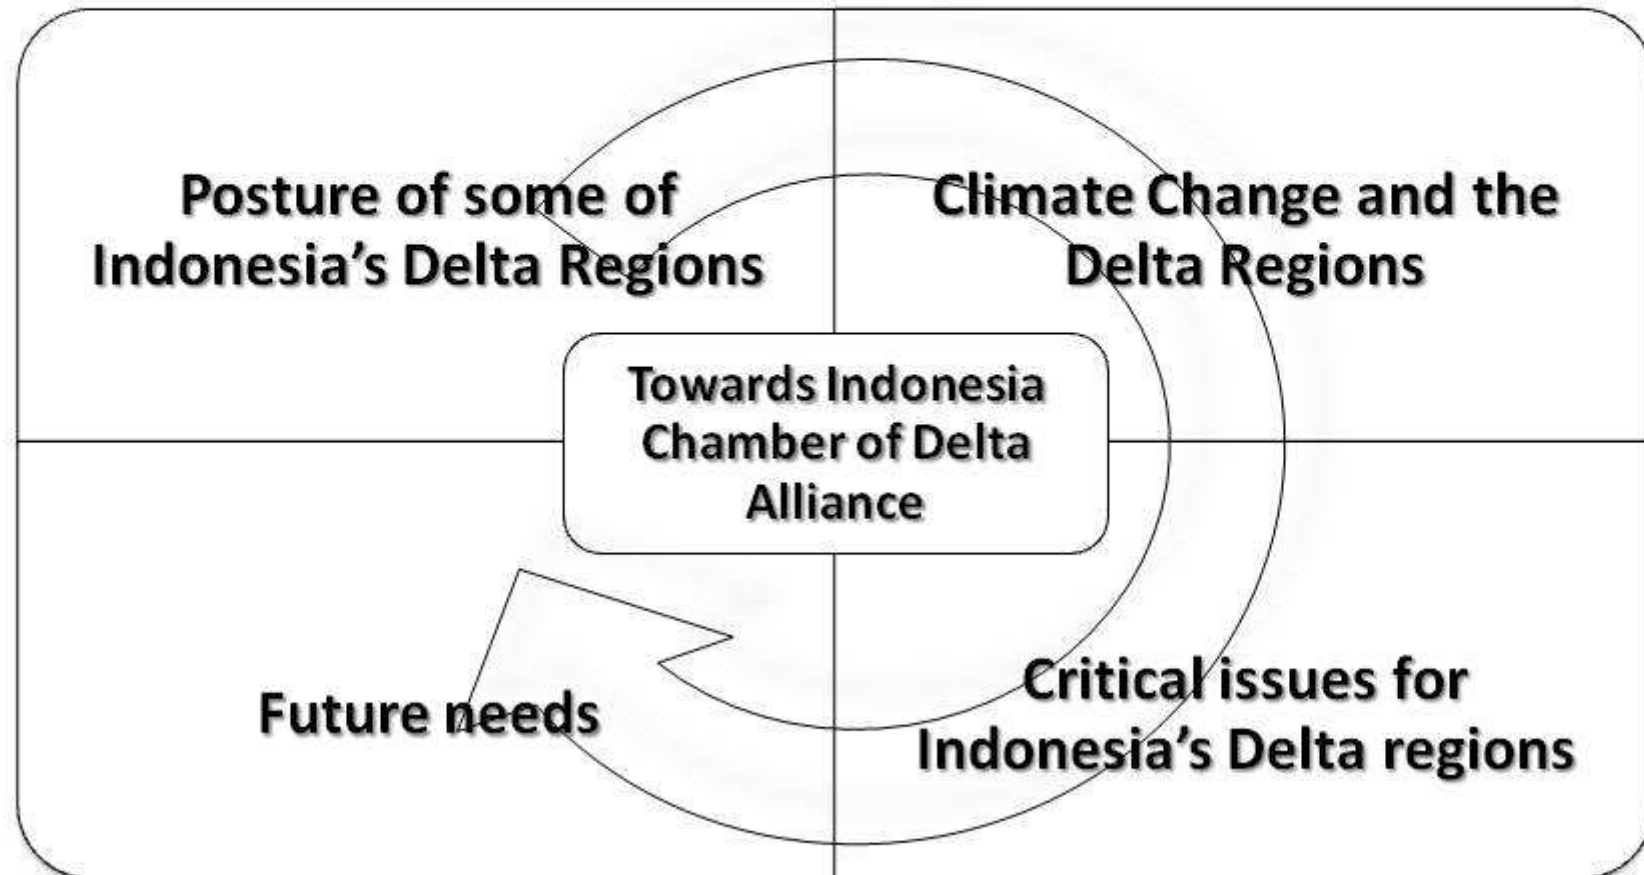 Posture of some of
Indonesia’s Delta Regions
Climate Change and the
Delta Regions
Towards Indonesia
Chamber of Delta
Alliance
Future needs
Critical issues for
Indonesia’s Delta regions